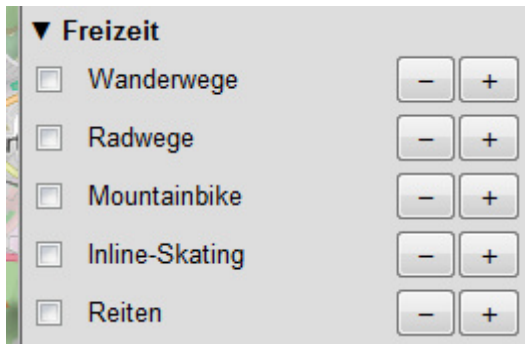 ▼ Freizeit
Wanderwege − +
Radwege − +
Mountainbike − +
Inline-Skating − +
Reiten − +